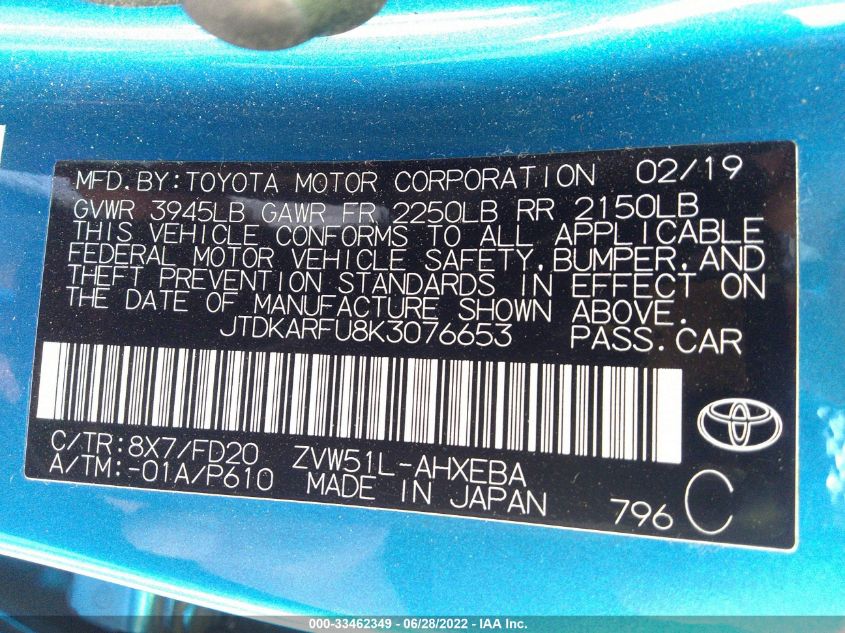 MFD.BY:TOYOTA MOTOR CORPORATION 02/19
GVWR 3945LB GAWR FR 2250LB RR 2150LB
THIS VEHICLE CONFORMS TO ALL APPLICABLE
FEDERAL MOTOR VEHICLE SAFETY,BUMPER,AND
THEFT PREVENTION STANDARDS IN EFFECT ON
THE DATE OF MANUFACTURE SHOWN ABOVE.
JTDKARFU8K3076653 PASS.CAR
C/TR:8X7/FD20 ZVW51L-AHXEBA
A/TM:-01A/P610 MADE IN JAPAN 796 C
000-33462349 - 06/28/2022 - IAA Inc.